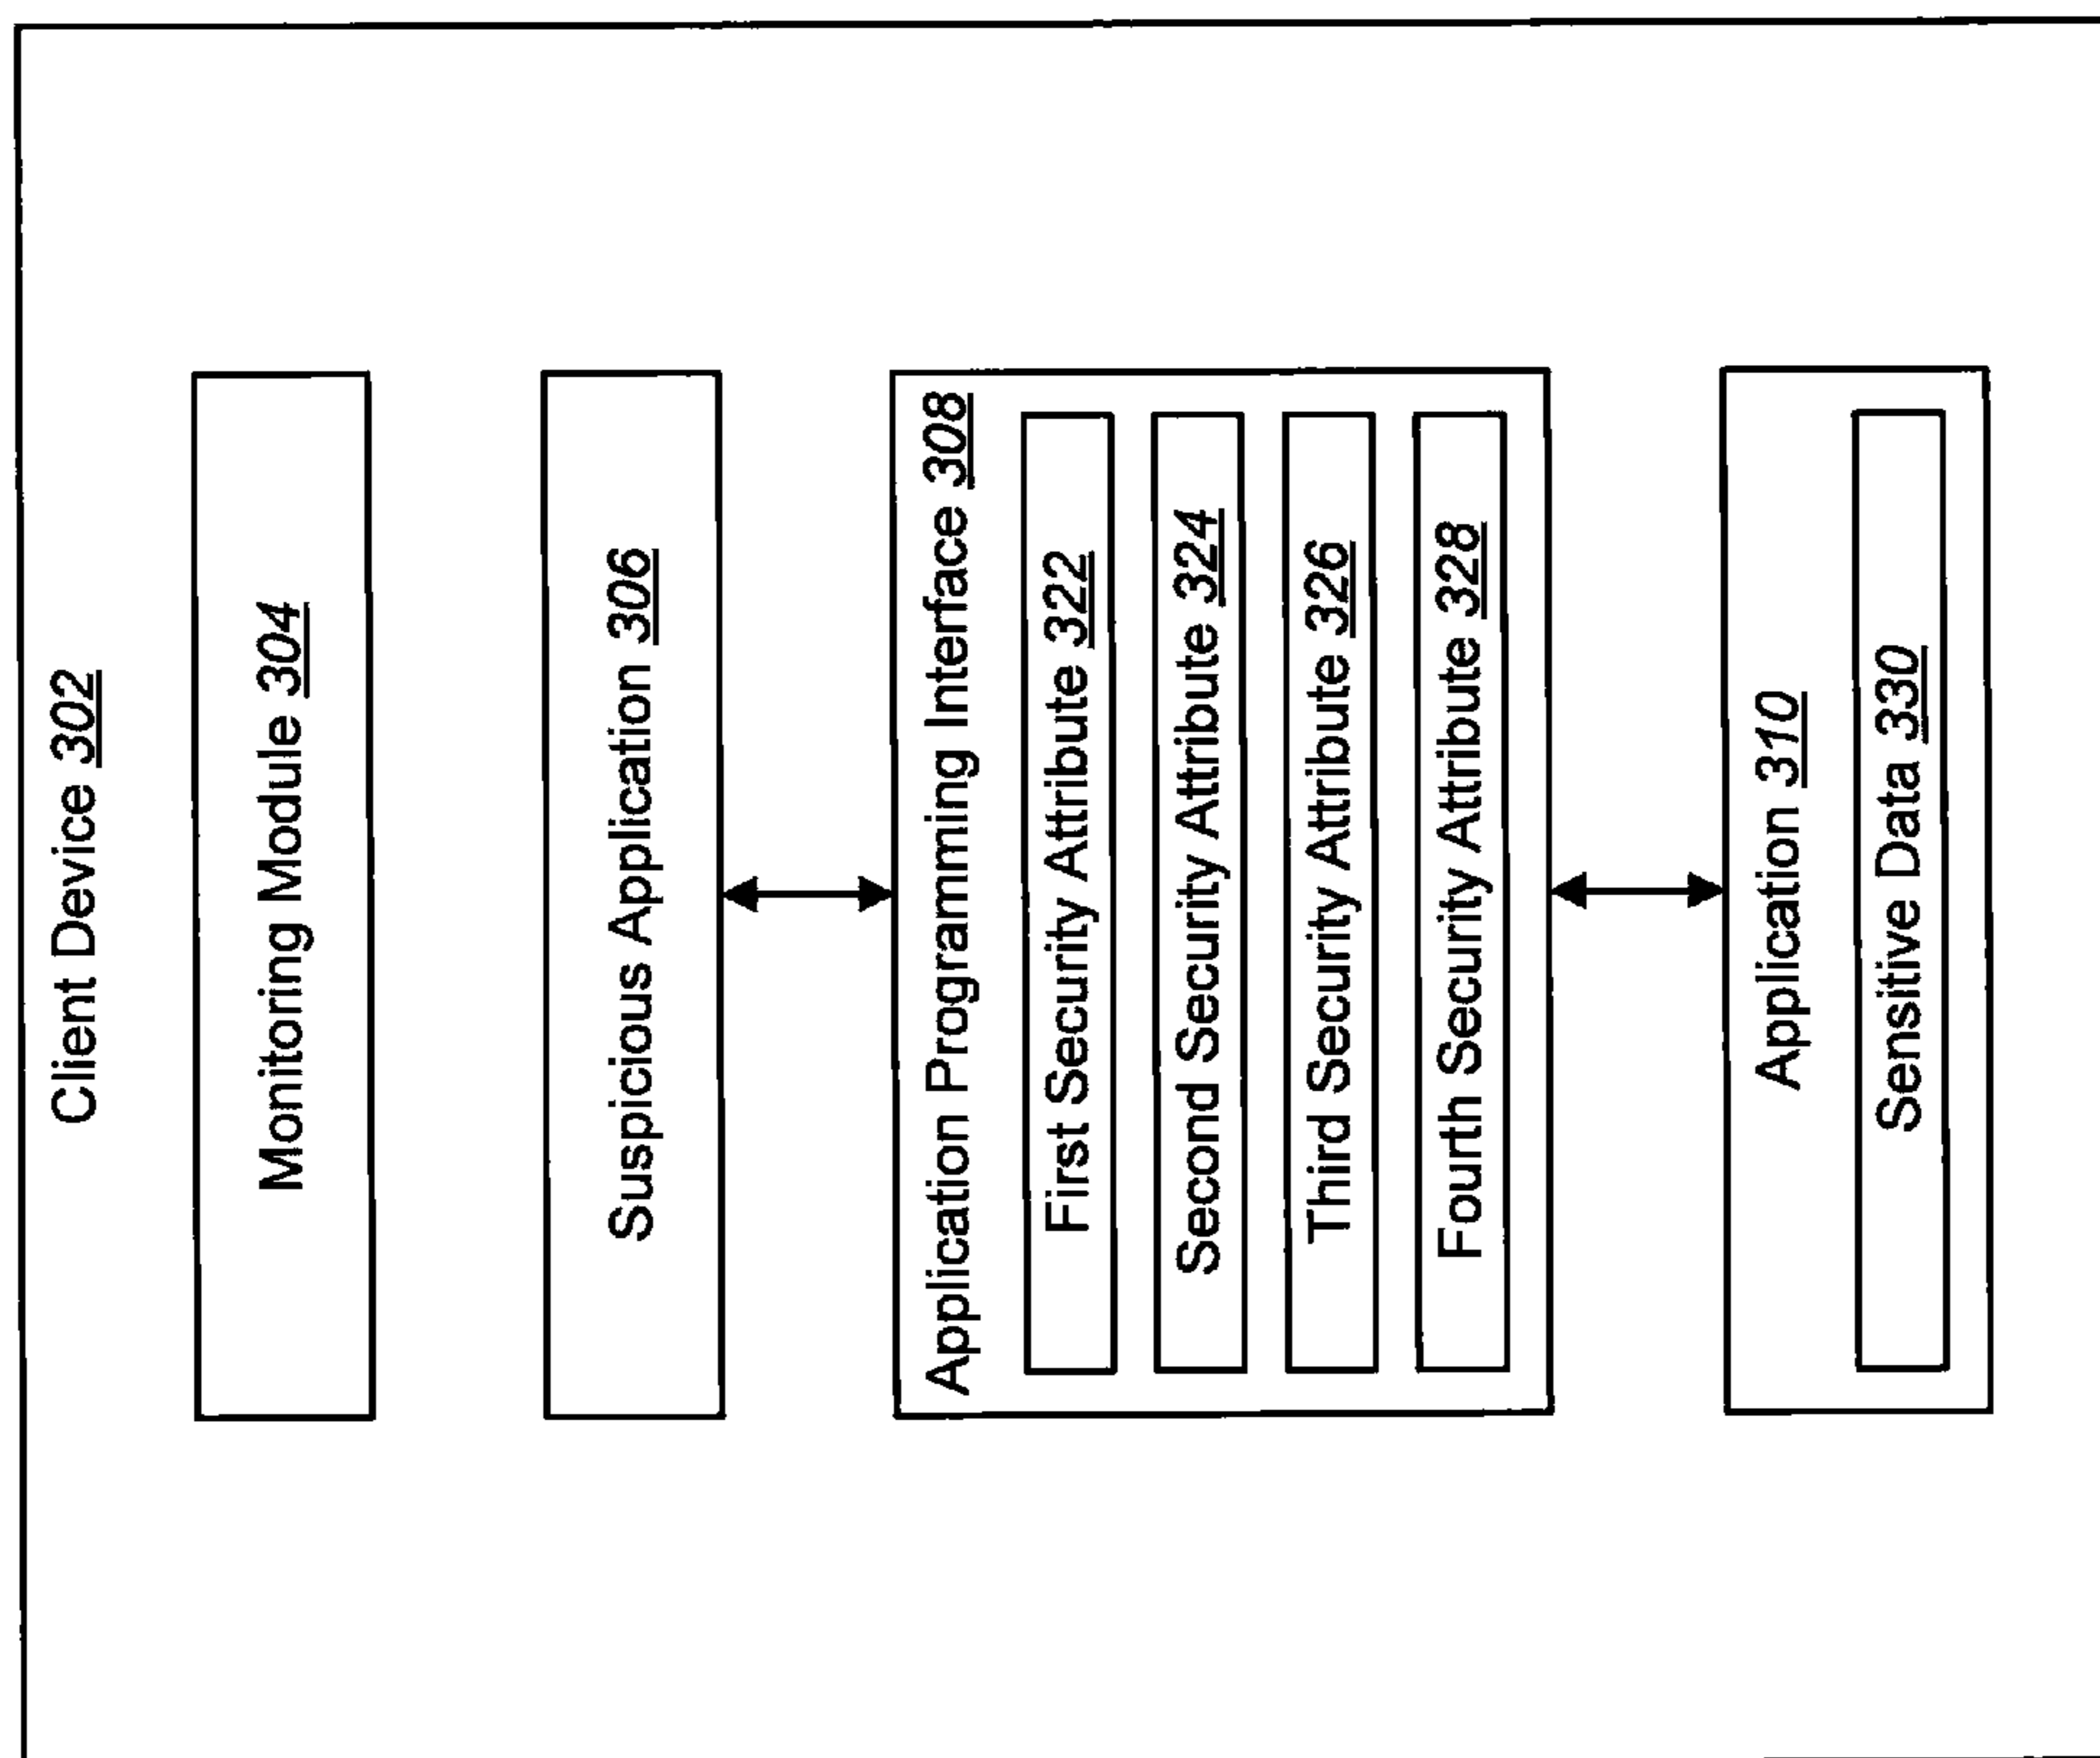 Client Device 302
Monitoring Module 304
Suspicious Application 306
Application Programming Interface 308
First Security Attribute 322
Second Security Attribute 324
Third Security Attribute 326
Fourth Security Attribute 328
Application 310
Sensitive Data 330